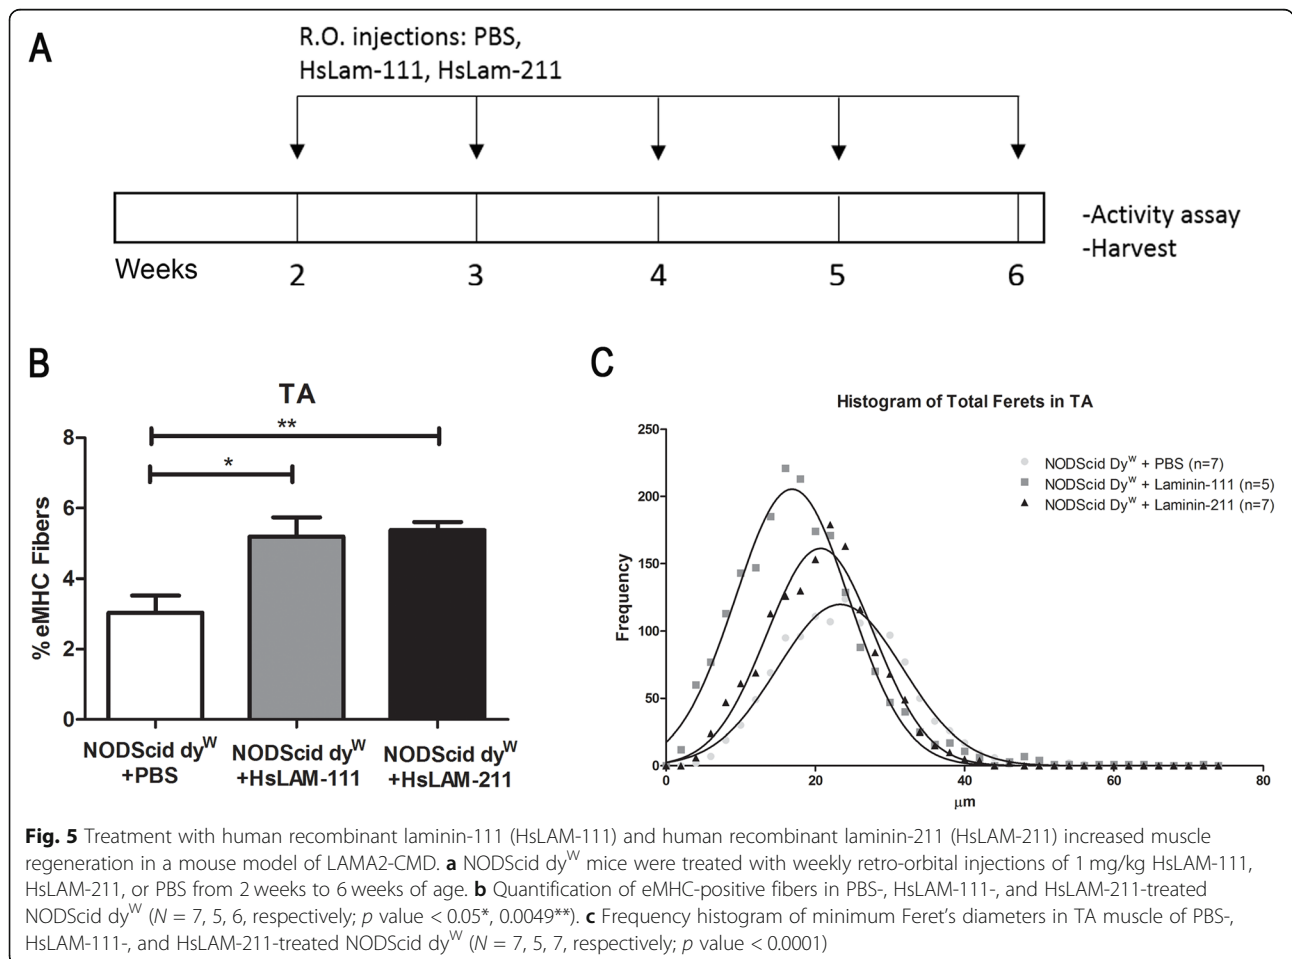 A
R.O. injections: PBS,
HsLam-111, HsLam-211
-Activity assay
-Harvest
Weeks 2 3 4 5 6
B
TA
**
*
8
6
4
2
0
% eMHC Fibers
NODScid dyW
+PBS
NODScid dyW
+HsLAM-111
NODScid dyW
+HsLAM-211
C
Histogram of Total Ferets in TA
250
200
150
100
50
0
Frequency
NODScid DyW + PBS (n=7)
NODScid DyW + Laminin-111 (n=5)
NODScid DyW + Laminin-211 (n=7)
0 20 40 60 80
μm
Fig. 5 Treatment with human recombinant laminin-111 (HsLAM-111) and human recombinant laminin-211 (HsLAM-211) increased muscle
regeneration in a mouse model of LAMA2-CMD. a NODScid dyW mice were treated with weekly retro-orbital injections of 1 mg/kg HsLAM-111,
HsLAM-211, or PBS from 2 weeks to 6 weeks of age. b Quantification of eMHC-positive fibers in PBS-, HsLAM-111-, and HsLAM-211-treated
NODScid dyW (N = 7, 5, 6, respectively; p value < 0.05*, 0.0049**). c Frequency histogram of minimum Feret's diameters in TA muscle of PBS-,
HsLAM-111-, and HsLAM-211-treated NODScid dyW (N = 7, 5, 7, respectively; p value < 0.0001)